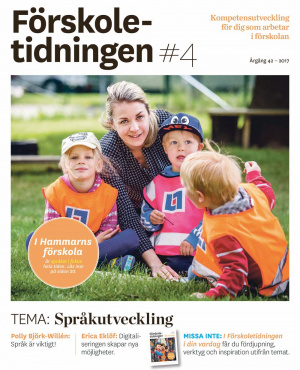 Förskole-
tidningen #4
Kompetensutveckling
för dig som arbetar
i förskolan
Årgång 42 – 2017
I Hammarns
förskola
TEMA: Språkutveckling
Polly Björk-Willén:
Språk är viktigt!
Erica Eklöf: Digitali-
seringen skapar nya
möjligheter.
MISSA INTE: I Förskoletidningen
i din vardag får du fördjupning,
verktyg och inspiration utifrån temat.